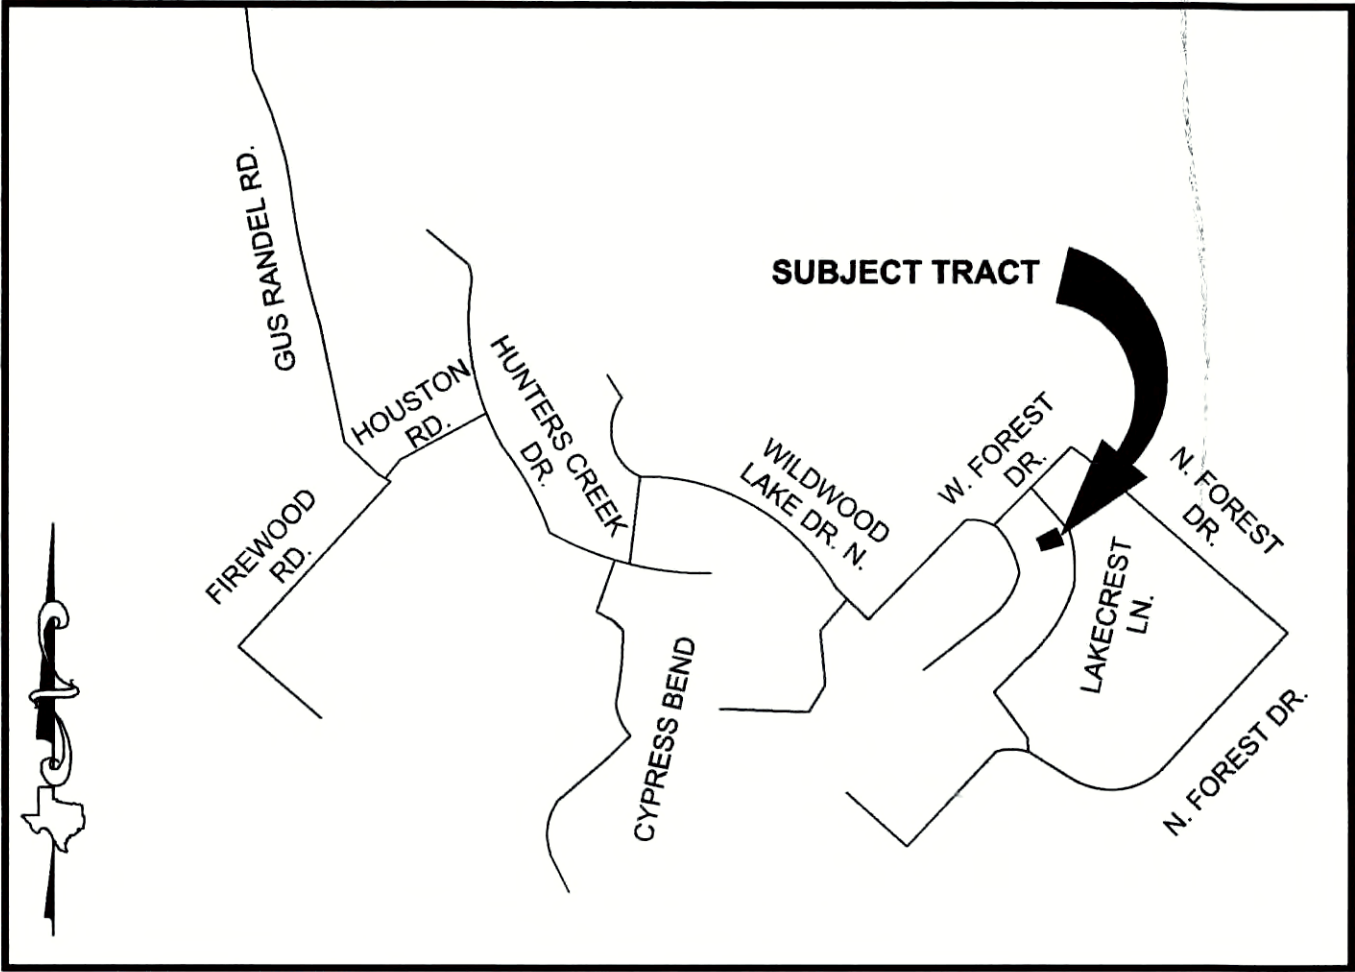 GUS RANDEL RD.
SUBJECT TRACT
HOUSTON
RD.
HUNTERS CREEK
DR.
WILDWOOD
LAKE DR. N.
W. FOREST
DR.
N. FOREST
DR.
FIREWOOD
RD.
LAKECREST
LN.
CYPRESS BEND
N. FOREST DR.